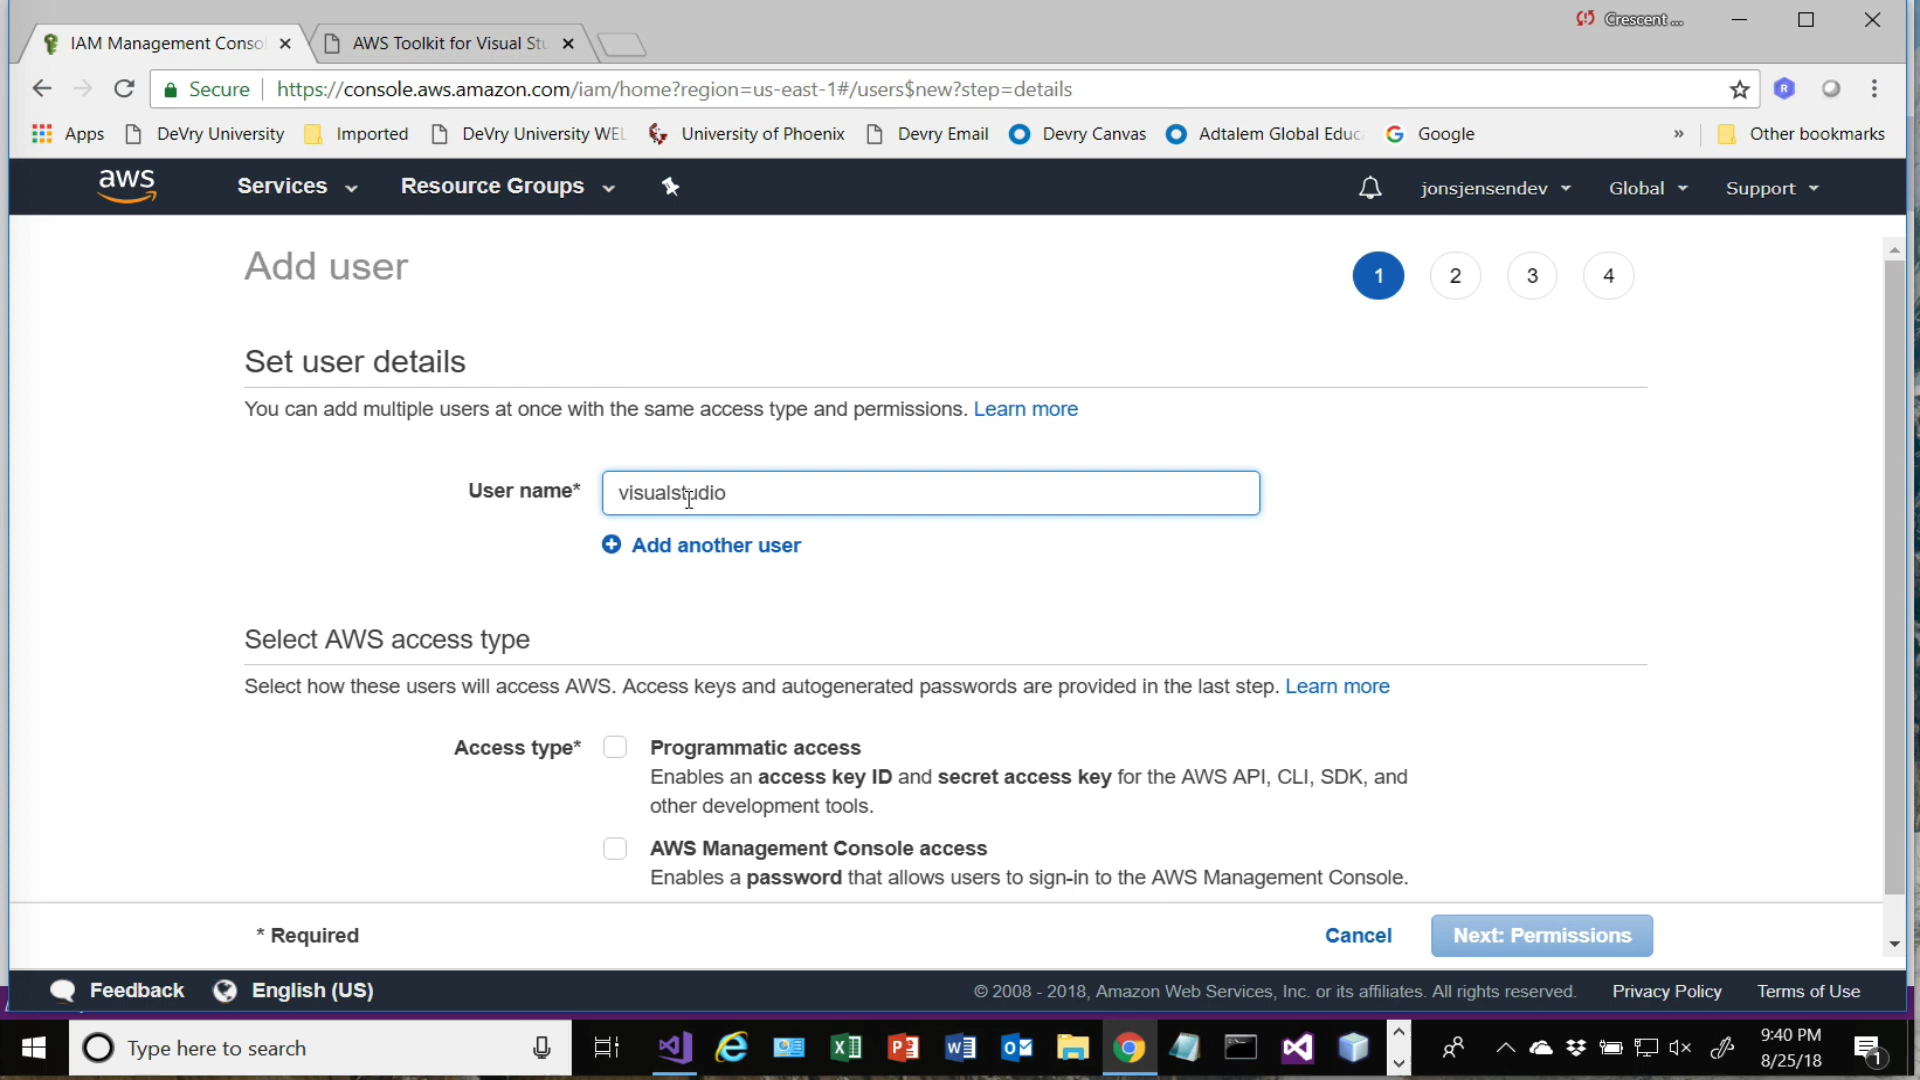 Crescent ...
IAM Management Conso
AWS Toolkit for Visual Stu
Secure
https://console.aws.amazon.com/iam/home?region=us-east-1#/users$new?step=details
R
Apps
DeVry University
Imported
DeVry University WEL
University of Phoenix
Devry Email
Devry Canvas
Adtalem Global Educ
Google
»
Other bookmarks
aws
Services
Resource Groups
jonsjensendev
Global
Support
Add user
1
2
3
4
Set user details
You can add multiple users at once with the same access type and permissions. Learn more
User name*
visualstudio
Add another user
Select AWS access type
Select how these users will access AWS. Access keys and autogenerated passwords are provided in the last step. Learn more
Access type*
Programmatic access
Enables an access key ID and secret access key for the AWS API, CLI, SDK, and
other development tools.
AWS Management Console access
Enables a password that allows users to sign-in to the AWS Management Console.
* Required
Cancel
Next: Permissions
Feedback
English (US)
© 2008 - 2018, Amazon Web Services, Inc. or its affiliates. All rights reserved.
Privacy Policy
Terms of Use
Type here to search
9:40 PM
8/25/18
1